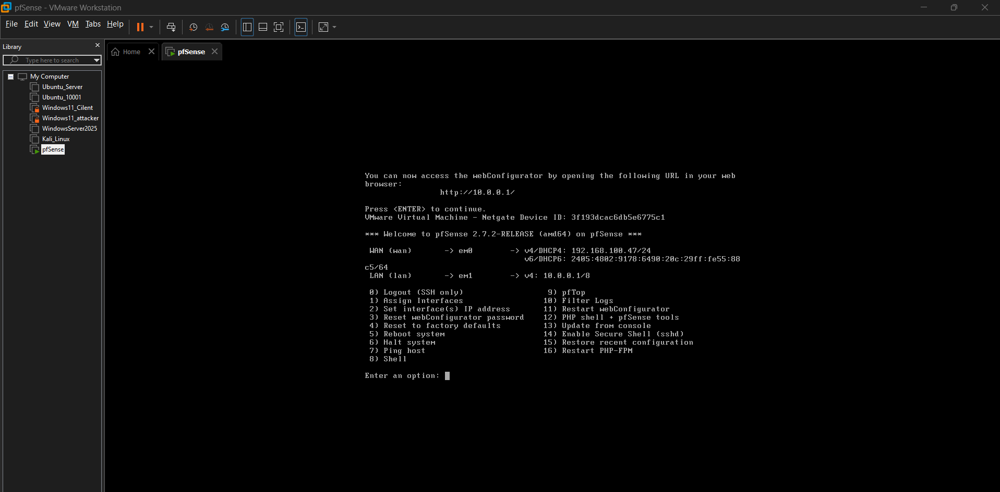 pfSense - VMware Workstation
File Edit View VM Tabs Help
Library
Type here to search
My Computer
Ubuntu_Server
Ubuntu_10001
Windows11_Cilent
Windows11_attacker
WindowsServer2025
Kali_Linux
pfSense
Home
pfSense
You can now access the webConfigurator by opening the following URL in your web
browser:
http://10.0.0.1/
Press <ENTER> to continue.
VMware Virtual Machine - Netgate Device ID: 3f193dcac6db5e6775c1
*** Welcome to pfSense 2.7.2-RELEASE (amd64) on pfSense ***
WAN (wan) -> em0 -> v4/DHCP4: 192.168.100.47/24
v6/DHCP6: 2405:4802:9178:6490:20c:29ff:fe55:88
c5/64
LAN (lan) -> em1 -> v4: 10.0.0.1/8
0) Logout (SSH only) 9) pfTop
1) Assign Interfaces 10) Filter Logs
2) Set interface(s) IP address 11) Restart webConfigurator
3) Reset webConfigurator password 12) PHP shell + pfSense tools
4) Reset to factory defaults 13) Update from console
5) Reboot system 14) Enable Secure Shell (sshd)
6) Halt system 15) Restore recent configuration
7) Ping host 16) Restart PHP-FPM
8) Shell
Enter an option: